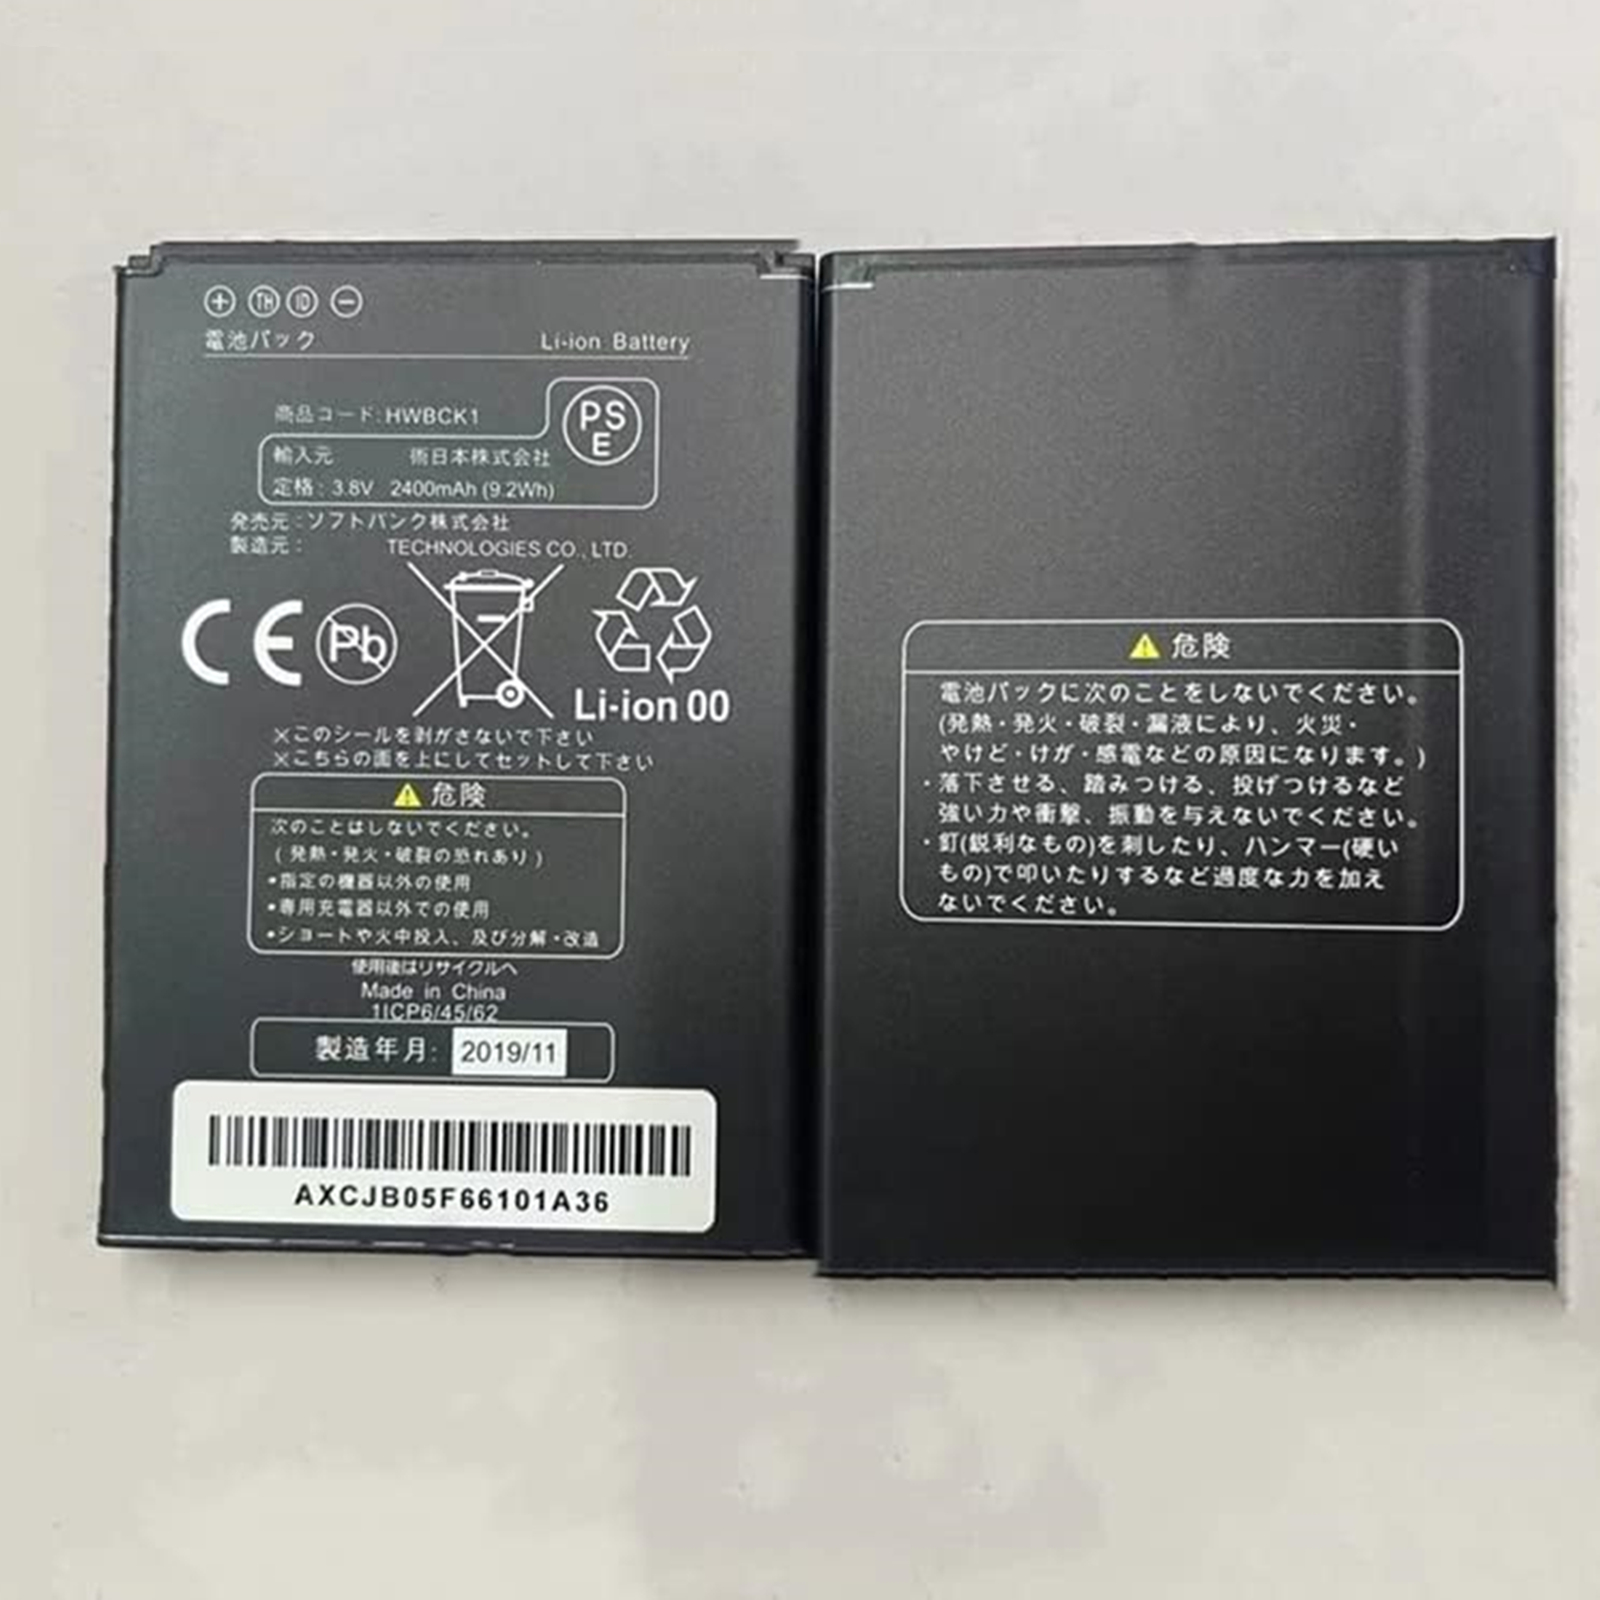 + TH ID −
電池パック Li-ion Battery
商品コード: HWBCK1
PSE
輸入元 術日本株式会社
定格: 3.8V 2400mAh (9.2Wh)
発売元: ソフトバンク株式会社
製造元: TECHNOLOGIES CO., LTD.
CE Pb
Li-ion 00
※このシールを剥がさないで下さい
※こちらの面を上にしてセットして下さい
危険
次のことはしないでください。
(発熱・発火・破裂の恐れあり)
•指定の機器以外の使用
•専用充電器以外での使用
•ショートや火中投入、及び分解・改造
使用後はリサイクルへ
Made in China
1ICP6/45/62
製造年月: 2019/11
AXCJB05F66101A36
危険
電池パックに次のことをしないでください。
(発熱・発火・破裂・漏液により、火災・
やけど・けが・感電などの原因になります。)
・落下させる、踏みつける、投げつけるなど
強い力や衝撃、振動を与えないでください。
・釘(鋭利なもの)を刺したり、ハンマー(硬い
もの)で叩いたりするなど過度な力を加え
ないでください。